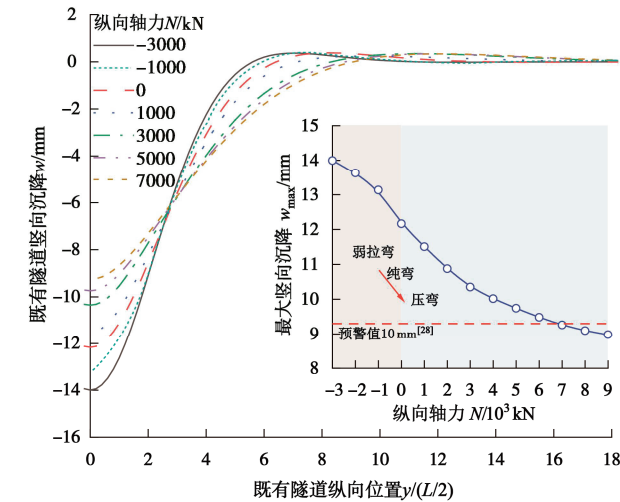 纵向轴力N/kN
-3000
-1000
0
1000
3000
5000
7000
2
0
-2
-4
-6
-8
-10
-12
-14
-16
既有隧道竖向沉降w/mm
0 2 4 6 8 10 12 14 16 18
既有隧道纵向位置y/(L/2)
15
14
13
12
11
10
9
8
最大竖向沉降 wmax/mm
弱拉弯
纯弯
压弯
预警值10 mm[28]
-3 -2 -1 0 1 2 3 4 5 6 7 8 9
纵向轴力 N/10³ kN